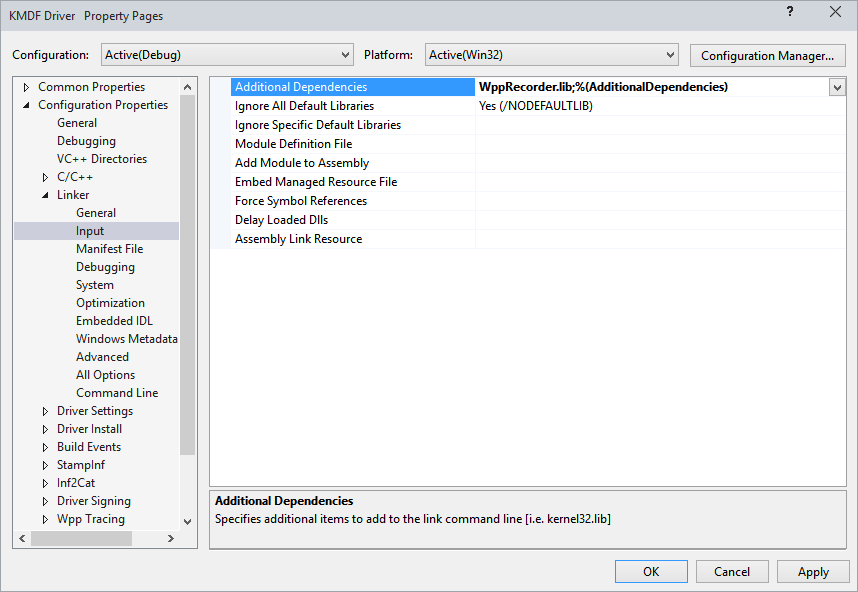 KMDF Driver Property Pages
?
Configuration: Active(Debug) Platform: Active(Win32) Configuration Manager...
Common Properties
Configuration Properties
General
Debugging
VC++ Directories
C/C++
Linker
General
Input
Manifest File
Debugging
System
Optimization
Embedded IDL
Windows Metadata
Advanced
All Options
Command Line
Driver Settings
Driver Install
Build Events
StampInf
Inf2Cat
Driver Signing
Wpp Tracing
Additional Dependencies WppRecorder.lib;%(AdditionalDependencies)
Ignore All Default Libraries Yes (/NODEFAULTLIB)
Ignore Specific Default Libraries
Module Definition File
Add Module to Assembly
Embed Managed Resource File
Force Symbol References
Delay Loaded Dlls
Assembly Link Resource
Additional Dependencies
Specifies additional items to add to the link command line [i.e. kernel32.lib]
OK Cancel Apply